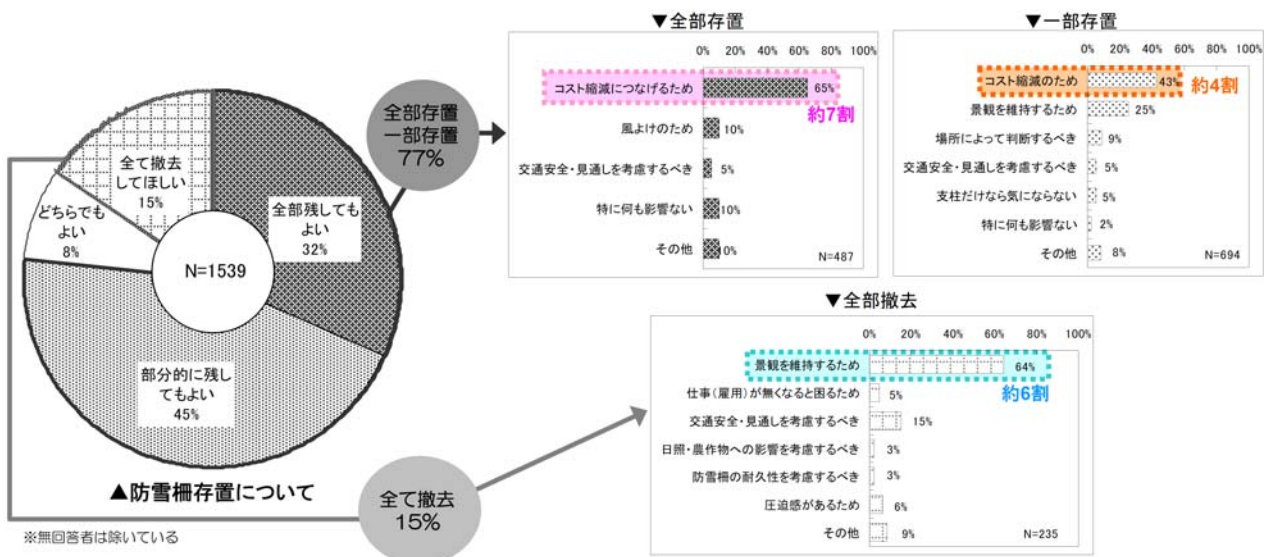 全て撤去
してほしい
15%
どちらでも
よい
8%
全部残しても
よい
32%
N=1539
部分的に残し
てもよい
45%
▲防雪柵存置について
※無回答者は除いている
全部存置
一部存置
77%
全て撤去
15%
▼全部存置
0% 20% 40% 60% 80% 100%
コスト縮減につなげるため 65%
約7割
風よけのため 10%
交通安全・見通しを考慮するべき 5%
特に何も影響ない 10%
その他 10%
N=487
▼一部存置
0% 20% 40% 60% 80% 100%
コスト縮減のため 43%
約4割
景観を維持するため 25%
場所によって判断するべき 9%
交通安全・見通しを考慮するべき 5%
支柱だけなら気にならない 5%
特に何も影響ない 2%
その他 8%
N=694
▼全部撤去
0% 20% 40% 60% 80% 100%
景観を維持するため 64%
約6割
仕事(雇用)が無くなると困るため 5%
交通安全・見通しを考慮するべき 15%
日照・農作物への影響を考慮するべき 3%
防雪柵の耐久性を考慮するべき 3%
圧迫感があるため 6%
その他 9%
N=235